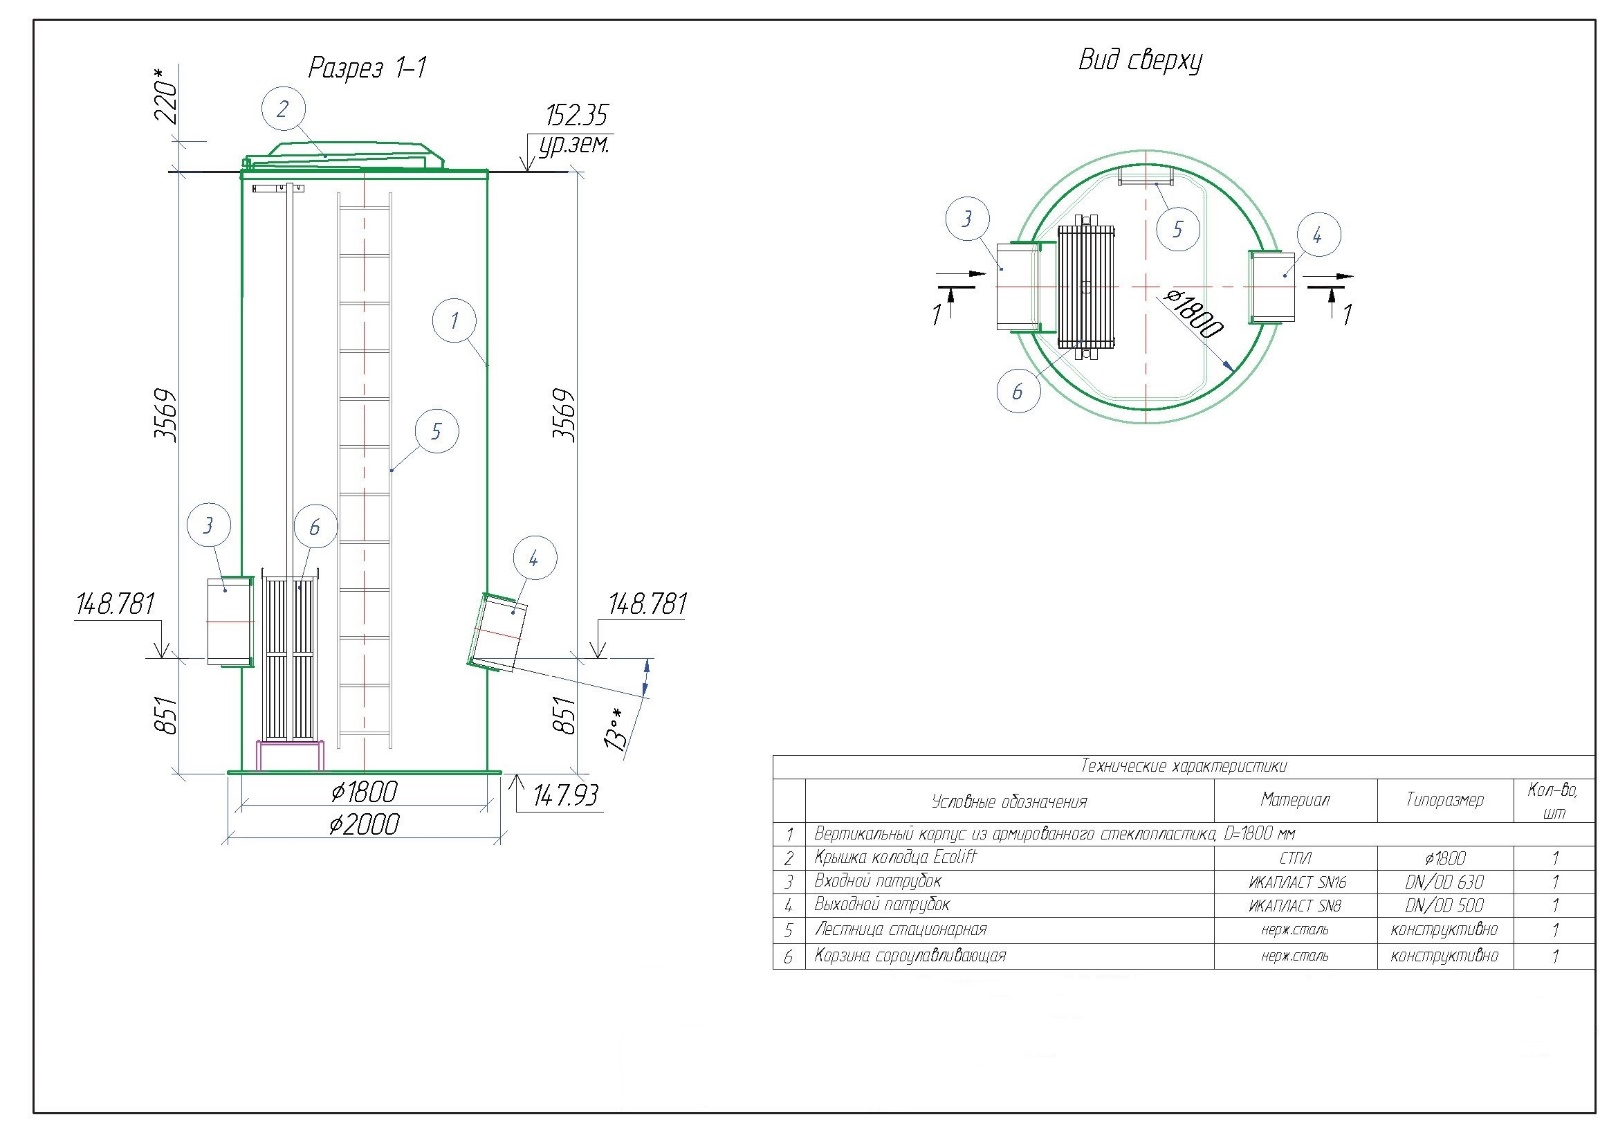 Разрез 1-1
Вид сверху
220*
2
152.35
ур.зем.
3569
3569
1
5
3
6
4
148.781
148.781
851
851
13°*
⌀1800
⌀2000
147.93
3
5
4
1
1
⌀1800
6
Технические характеристики
Условные обозначения Материал Типоразмер Кол-во,
шт
1 Вертикальный корпус из армированного стеклопластика, D=1800 мм
2 Крышка колодца Ecolift СТПЛ ⌀1800 1
3 Входной патрубок ИКАПЛАСТ SN16 DN/OD 630 1
4 Выходной патрубок ИКАПЛАСТ SN8 DN/OD 500 1
5 Лестница стационарная нерж.сталь конструктивно 1
6 Корзина сороулавливающая нерж.сталь конструктивно 1